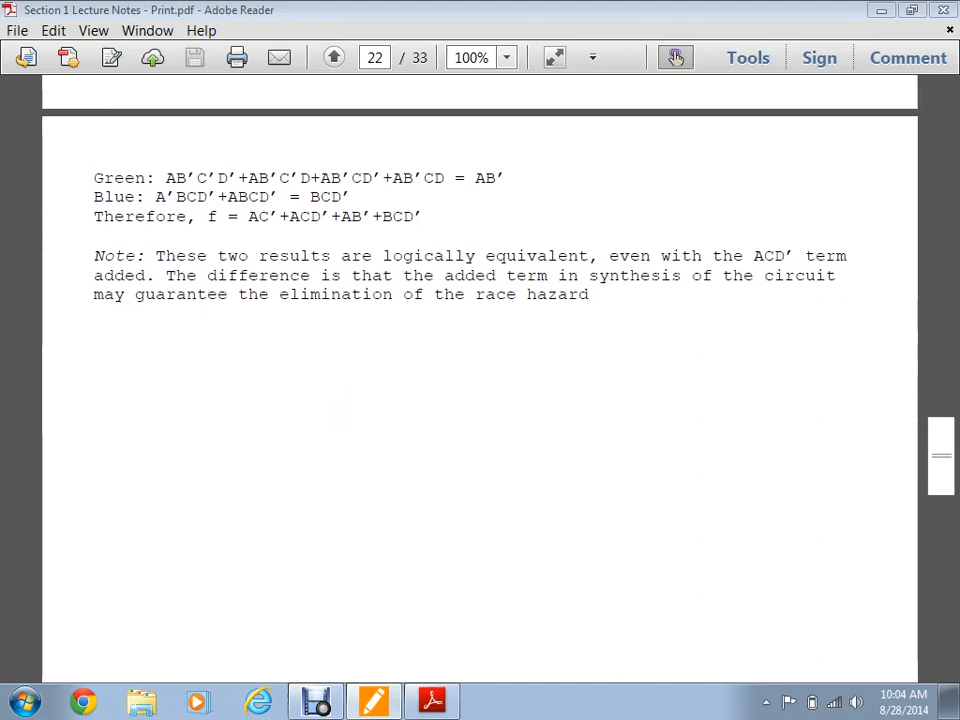 Section 1 Lecture Notes - Print.pdf - Adobe Reader
File Edit View Window Help
22 / 33 100% Tools Sign Comment
Green: AB’C’D’+AB’C’D+AB’CD’+AB’CD = AB’
Blue: A’BCD’+ABCD’ = BCD’
Therefore, f = AC’+ACD’+AB’+BCD’
Note: These two results are logically equivalent, even with the ACD’ term
added. The difference is that the added term in synthesis of the circuit
may guarantee the elimination of the race hazard
10:04 AM
8/28/2014